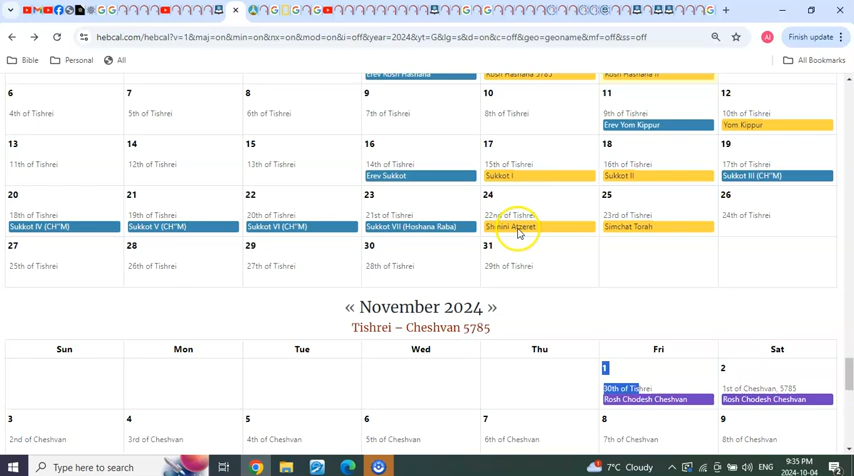 hebcal.com/hebcal?v=1&maj=on&min=on&nx=on&mod=on&i=off&year=2024&yt=G&lg=s&d=on&c=off&geo=geoname&mf=off&ss=off
AI
Finish update
Bible
Personal
All
All Bookmarks
Erev Rosh Hashana
Rosh Hashana 5785
Rosh Hashana II
6 7 8 9 10 11 12
4th of Tishrei 5th of Tishrei 6th of Tishrei 7th of Tishrei 8th of Tishrei 9th of Tishrei 10th of Tishrei
Erev Yom Kippur Yom Kippur
13 14 15 16 17 18 19
11th of Tishrei 12th of Tishrei 13th of Tishrei 14th of Tishrei 15th of Tishrei 16th of Tishrei 17th of Tishrei
Erev Sukkot Sukkot I Sukkot II Sukkot III (CH''M)
20 21 22 23 24 25 26
18th of Tishrei 19th of Tishrei 20th of Tishrei 21st of Tishrei 22nd of Tishrei 23rd of Tishrei 24th of Tishrei
Sukkot IV (CH''M) Sukkot V (CH''M) Sukkot VI (CH''M) Sukkot VII (Hoshana Raba) Shmini Atzeret Simchat Torah
27 28 29 30 31
25th of Tishrei 26th of Tishrei 27th of Tishrei 28th of Tishrei 29th of Tishrei
« November 2024 »
Tishrei – Cheshvan 5785
Sun Mon Tue Wed Thu Fri Sat
1 2
30th of Tishrei 1st of Cheshvan, 5785
Rosh Chodesh Cheshvan Rosh Chodesh Cheshvan
3 4 5 6 7 8 9
2nd of Cheshvan 3rd of Cheshvan 4th of Cheshvan 5th of Cheshvan 6th of Cheshvan 7th of Cheshvan 8th of Cheshvan
Type here to search
7°C Cloudy
ENG
9:35 PM
2024-10-04
2